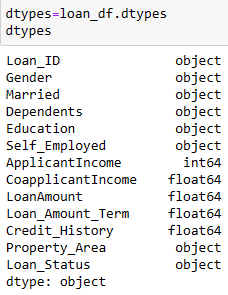 dtypes=loan_df.dtypes
dtypes
Loan_ID object
Gender object
Married object
Dependents object
Education object
Self_Employed object
ApplicantIncome int64
CoapplicantIncome float64
LoanAmount float64
Loan_Amount_Term float64
Credit_History float64
Property_Area object
Loan_Status object
dtype: object